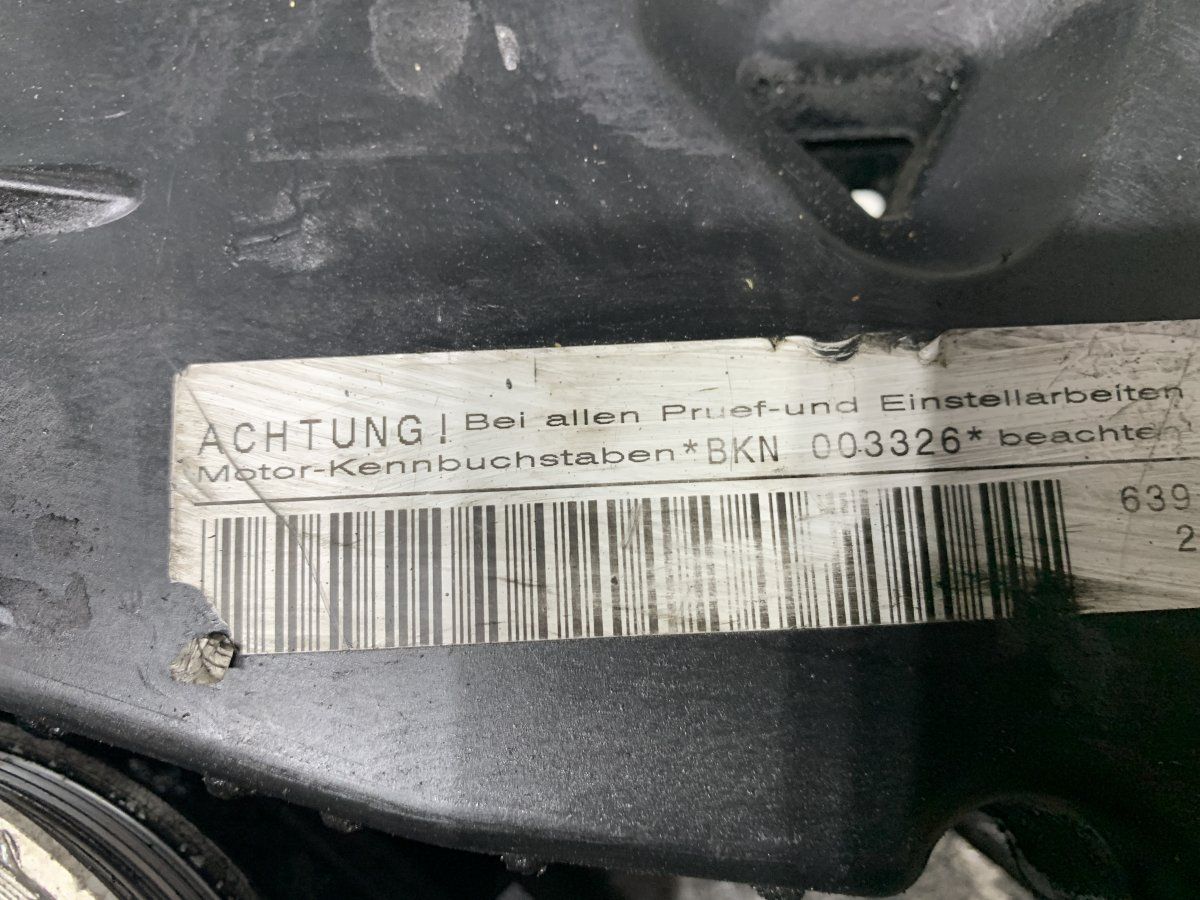 ACHTUNG! Bei allen Pruef-und Einstellarbeiten
Motor-Kennbuchstaben *BKN 003326* beachten
639
2